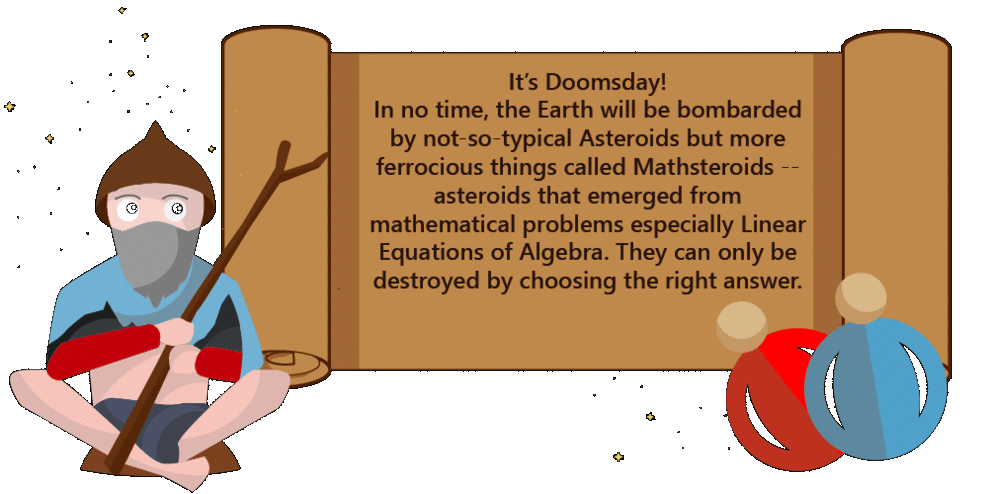 It's Doomsday!
In no time, the Earth will be bombarded
by not-so-typical Asteroids but more
ferrocious things called Mathsteroids --
asteroids that emerged from
mathematical problems especially Linear
Equations of Algebra. They can only be
destroyed by choosing the right answer.